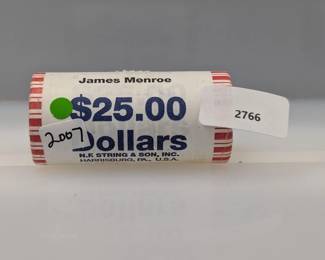 James Monroe
$25.00
2766
2007
Dollars
N.F. STRING & SON, INC.
HARRISBURG, PA., U.S.A.